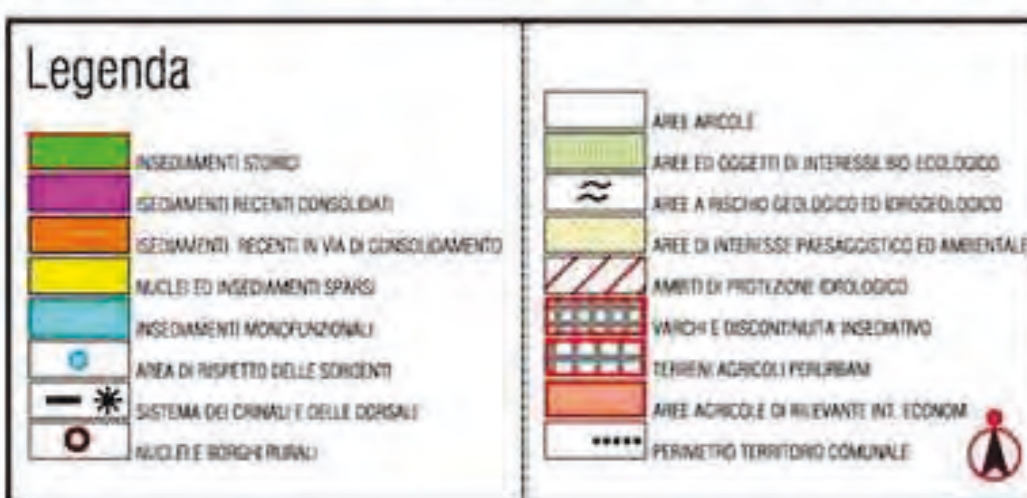 Legenda
INSEDIAMENTI STORICI
ISEDIAMENTI RECENTI CONSOLIDATI
ISEDIAMENTI RECENTI IN VIA DI CONSOLIDAMENTO
NUCLEI ED INSEDIAMENTI SPARSI
INSEDIAMENTI MONOFUNZIONALI
AREA DI RISPETTO DELLE SORGENTI
SISTEMA DEI CRINALI E DELLE DORSALE
NUCLEI E BORGHI RURALI
AREE ARICOLE
AREE ED OGGETTI DI INTERESSE BIO ECOLOGICO
AREE A RISCHIO GEOLOGICO ED IDROGEOLOGICO
AREE DI INTERESSE PAESAGGISTICO ED AMBIENTALE
AMBITI DI PROTEZIONE IDROLOGICO
VARCHI E DISCONTINUITA INSEDIATIVO
TERRENI AGRICOLI PERIURBANI
AREE AGRICOLE DI RILEVANTE INT. ECONOM
PERIMETRO TERRITORIO COMUNALE